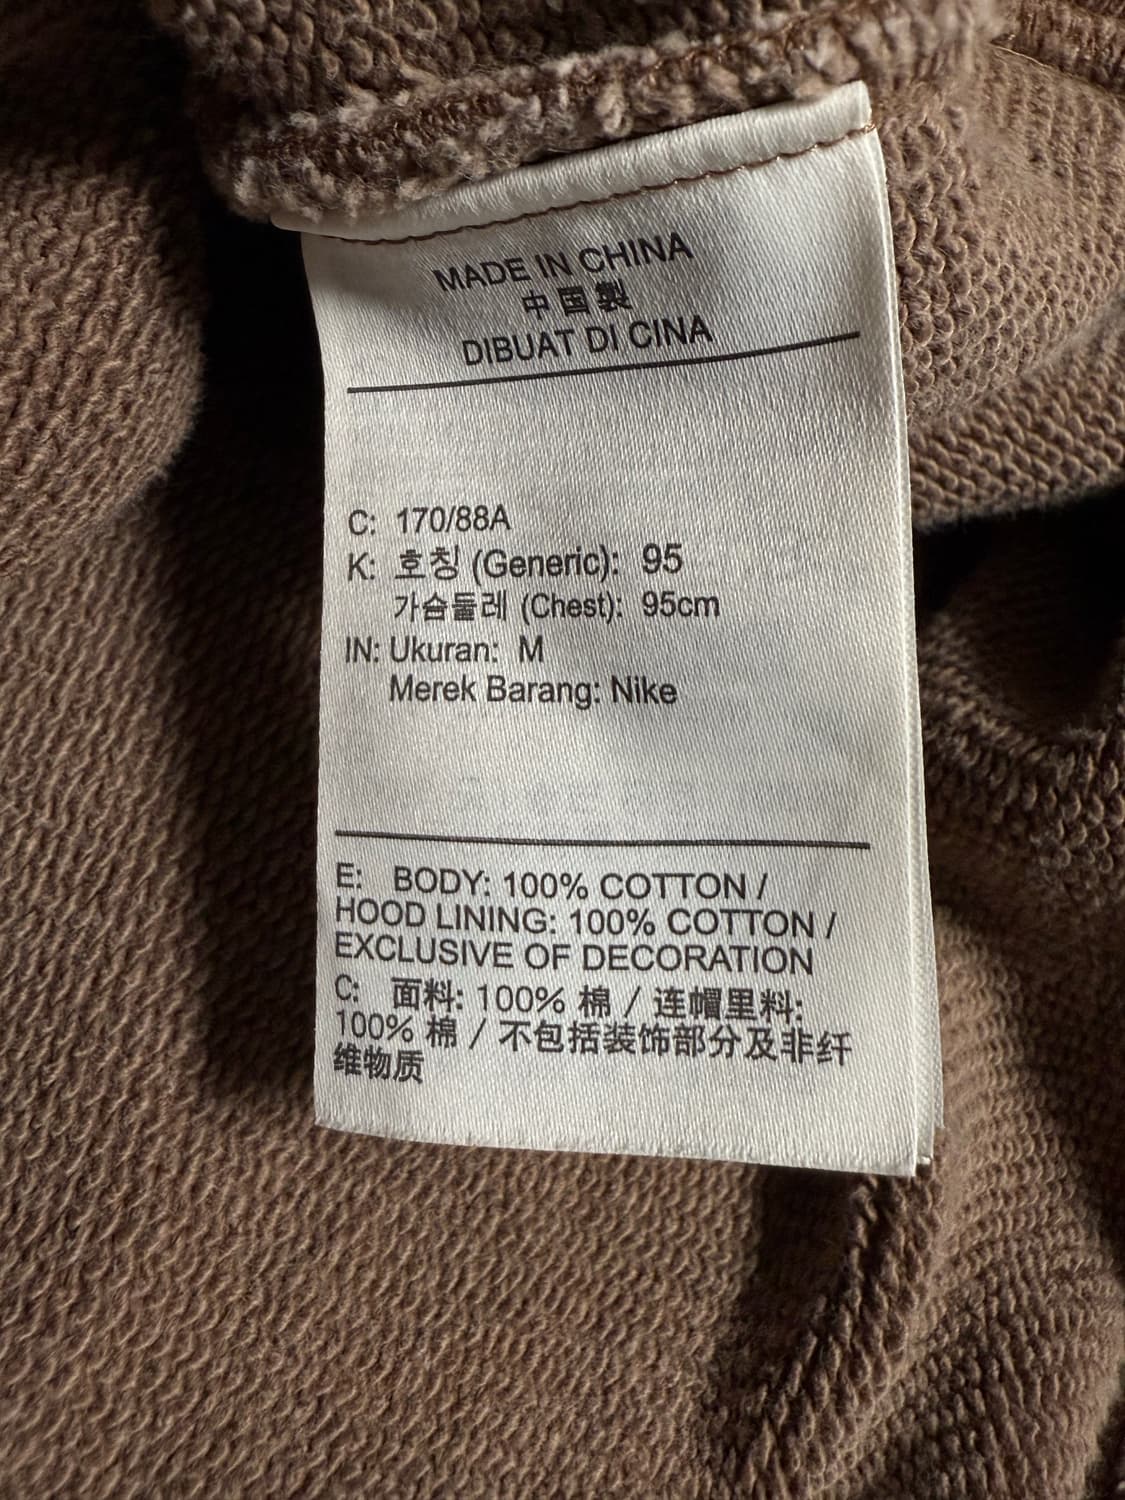 MADE IN CHINA
中国製
DIBUAT DI CINA
C: 170/88A
K: 호칭 (Generic): 95
가슴둘레 (Chest): 95cm
IN: Ukuran: M
Merek Barang: Nike
E: BODY: 100% COTTON /
HOOD LINING: 100% COTTON /
EXCLUSIVE OF DECORATION
C: 面料: 100% 棉 / 连帽里料:
100% 棉 / 不包括装饰部分及非纤
维物质